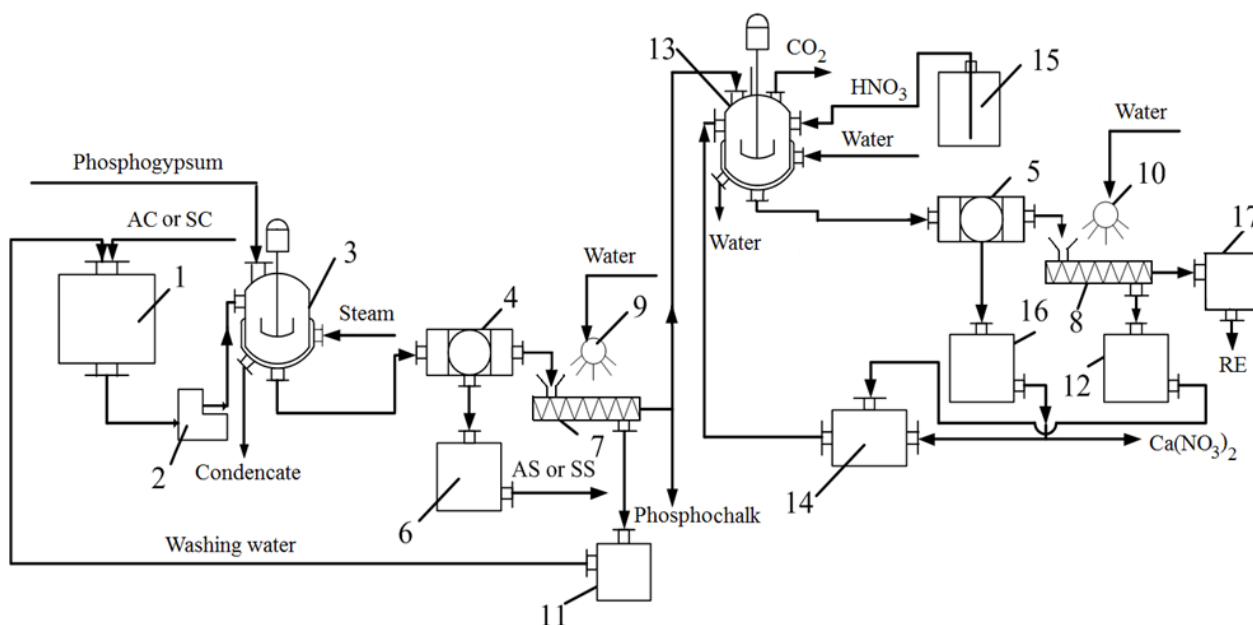 13
CO2
HNO3
15
Water
Water
Phosphogypsum
5
10
17
AC or SC
1
3
Water
Water
Steam
4
9
8
16
12
RE
2
7
Condencate
AS or SS
14
Ca(NO3)2
6
Phosphochalk
Washing water
11